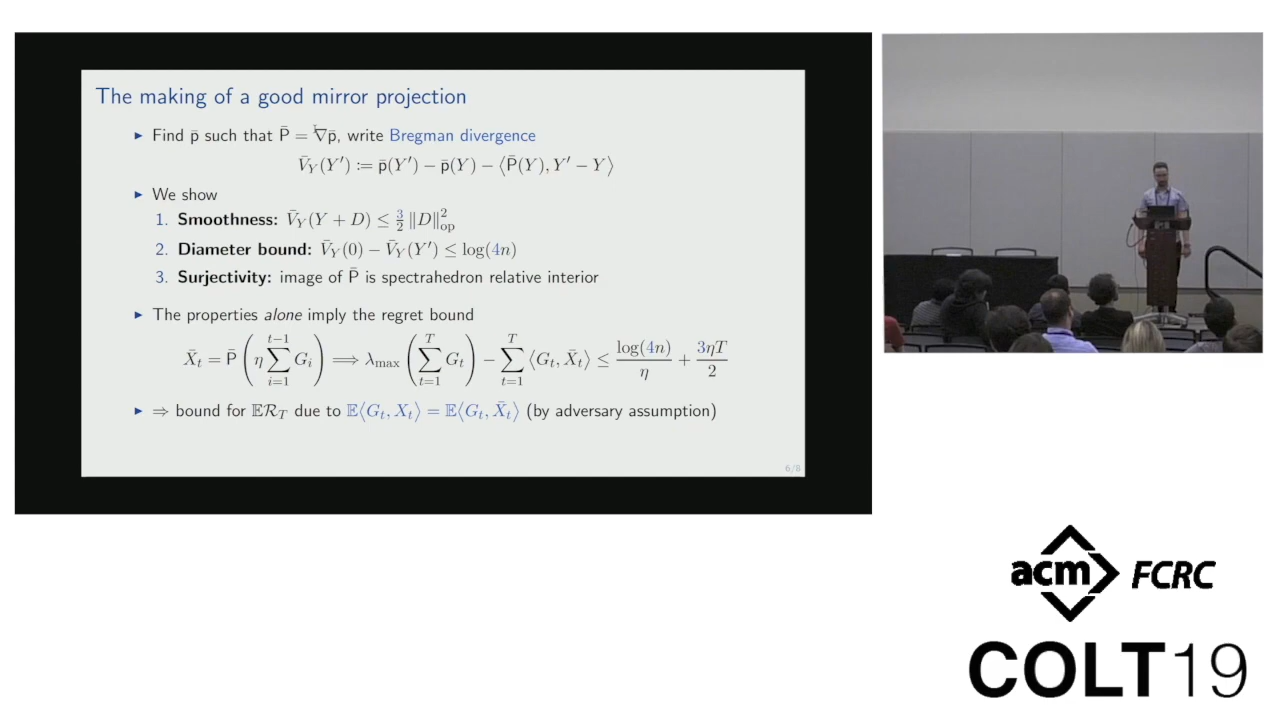 The making of a good mirror projection
▶ Find p̄ such that P̄ = ∇p̄, write Bregman divergence
V̄_Y(Y′) := p̄(Y′) − p̄(Y) − ⟨P̄(Y), Y′ − Y⟩
▶ We show
1. Smoothness: V̄_Y(Y + D) ≤ 3/2 ‖D‖²_op
2. Diameter bound: V̄_Y(0) − V̄_Y(Y′) ≤ log(4n)
3. Surjectivity: image of P̄ is spectrahedron relative interior
▶ The properties alone imply the regret bound
X̄_t = P̄(η ∑_{i=1}^{t−1} G_i) ⟹ λ_max(∑_{t=1}^{T} G_t) − ∑_{t=1}^{T} ⟨G_t, X̄_t⟩ ≤ log(4n)/η + 3ηT/2
▶ ⇒ bound for 𝔼ℛ_T due to 𝔼⟨G_t, X_t⟩ = 𝔼⟨G_t, X̄_t⟩ (by adversary assumption)
6/8
acm FCRC
COLT19